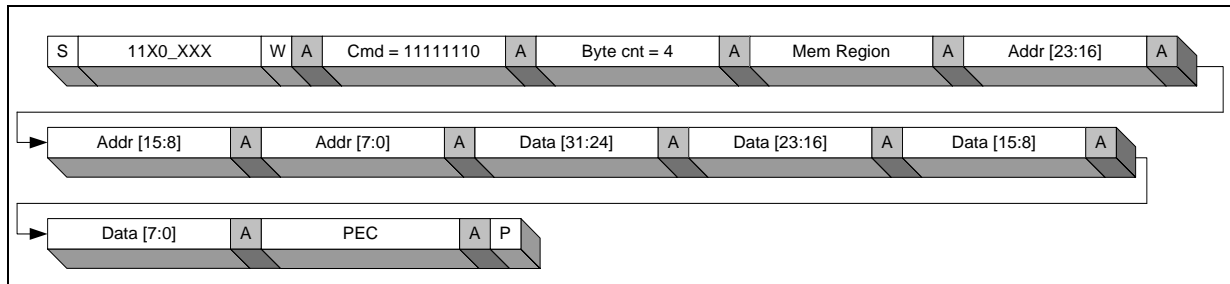 S 11X0_XXX W A Cmd = 11111110 A Byte cnt = 4 A Mem Region A Addr [23:16] A
Addr [15:8] A Addr [7:0] A Data [31:24] A Data [23:16] A Data [15:8] A
Data [7:0] A PEC A P